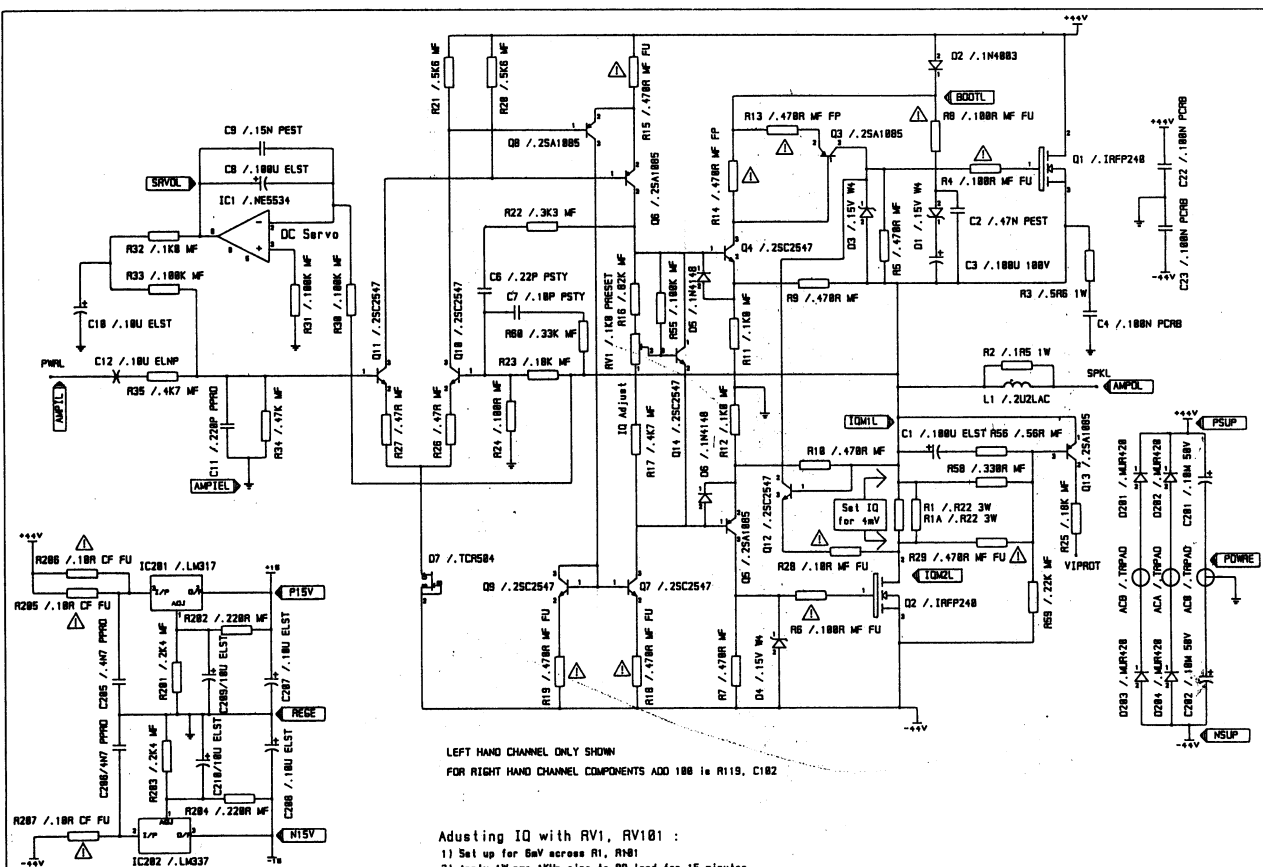 +44V
R21 /.5K6 MF
R20 /.5K6 MF
R15 /.470R MF FU
D2 /.1N4003
BOOTL
R13 /.470R MF FP
Q3 /.2SA1085
R8 /.100R MF FU
Q8 /.2SA1085
Q6 /.2SA1085
R14 /.470R MF FP
R4 /.100R MF FU
Q1 /.IRFP240
+44V
C22 /.100N PCRB
C23 /.100N PCRB
-44V
C9 /.15N PEST
C8 /.100U ELST
SRVOL
IC1 /.NE5534
DC Servo
R32 /.1K0 MF
R33 /.100K MF
R31 /.100K MF
R30 /.100K MF
C10 /.10U ELST
R22 /.3K3 MF
C6 /.22P PSTY
C7 /.10P PSTY
R60 /.33K MF
R23 /.10K MF
R16 /.82K MF
RV1 /.1K0 PRESET
IQ Adjust
R55 /.100K MF
D5 /.1N4148
Q4 /.2SC2547
D3 /.15V W4
R5 /.470R MF
D1 /.15V W4
C2 /.47N PEST
C3 /.100U 100V
R3 /.5R6 1W
C4 /.100N PCRB
R9 /.470R MF
R11 /.1K0 MF
R12 /.1K0 MF
Q11 /.2SC2547
Q10 /.2SC2547
PWRL
AMPIL
C12 /.10U ELNP
R35 /.4K7 MF
C11 /.220P PPRO
R34 /.47K MF
AMPIEL
R27 /.47R MF
R26 /.47R MF
R24 /.100R MF
R17 /.4K7 MF
Q14 /.2SC2547
D6 /.1N4148
R2 /.1R5 1W
SPKL
AMPOL
L1 /.2U2LAC
IQM1L
C1 /.100U ELST
R56 /.56R MF
R58 /.330R MF
Q13 /.2SA1085
R10 /.470R MF
Set IQ
for 4mV
R1 /.R22 3W
R1A /.R22 3W
Q12 /.2SC2547
R28 /.10R MF FU
R29 /.470R MF FU
R25 /.10K MF
VIPROT
R59 /.22K MF
IQM2L
Q2 /.IRFP240
Q5 /.2SA1085
R6 /.100R MF FU
D4 /.15V W4
R7 /.470R MF
D7 /.TCR504
Q9 /.2SC2547
Q7 /.2SC2547
R19 /.470R MF FU
R18 /.470R MF FU
-44V
+44V
PSUP
D201 /.MUR420
D202 /.MUR420
C201 /.10M 50V
POWRE
ACB /.TRPAD
ACA /.TRPAD
AC0 /.TRPAD
D203 /.MUR420
D204 /.MUR420
C202 /.10M 50V
-44V
NSUP
+44V
R206 /.10R CF FU
R205 /.10R CF FU
IC201 /.LM317
I/P
O/P
ADJ
P15V
R202 /.220R MF
C205 /.4N7 PPRO
R201 /.2K4 MF
C209/10U ELST
C207 /.10U ELST
REGE
C206/4N7 PPRO
R203 /.2K4 MF
C210/10U ELST
C208 /.10U ELST
R204 /.220R MF
R207 /.10R CF FU
-44V
IC202 /.LM337
I/P
O/P
ADJ
N15V
LEFT HAND CHANNEL ONLY SHOWN
FOR RIGHT HAND CHANNEL COMPONENTS ADD 100 ie R119, C102
Adusting IQ with RV1, RV101 :
1) Set up for 6mV across R1, R101